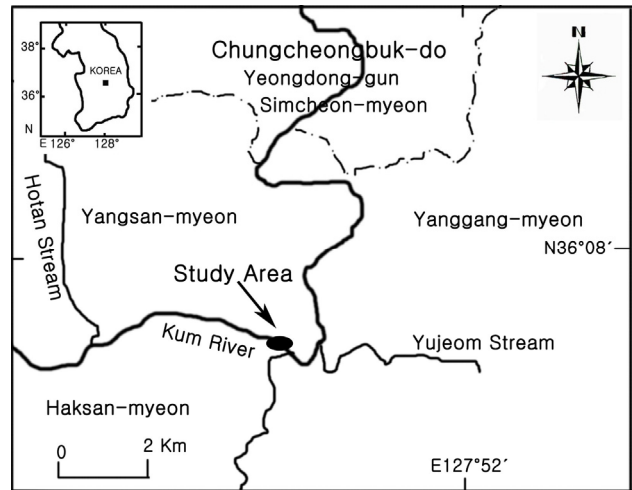 38°
KOREA
36°
N
E 126° 128°
Chungcheongbuk-do
Yeongdong-gun
Simcheon-myeon
N
Hotan Stream
Yangsan-myeon
Yanggang-myeon
N36°08´
Study Area
Kum River
Yujeom Stream
Haksan-myeon
0 2 Km
E127°52´